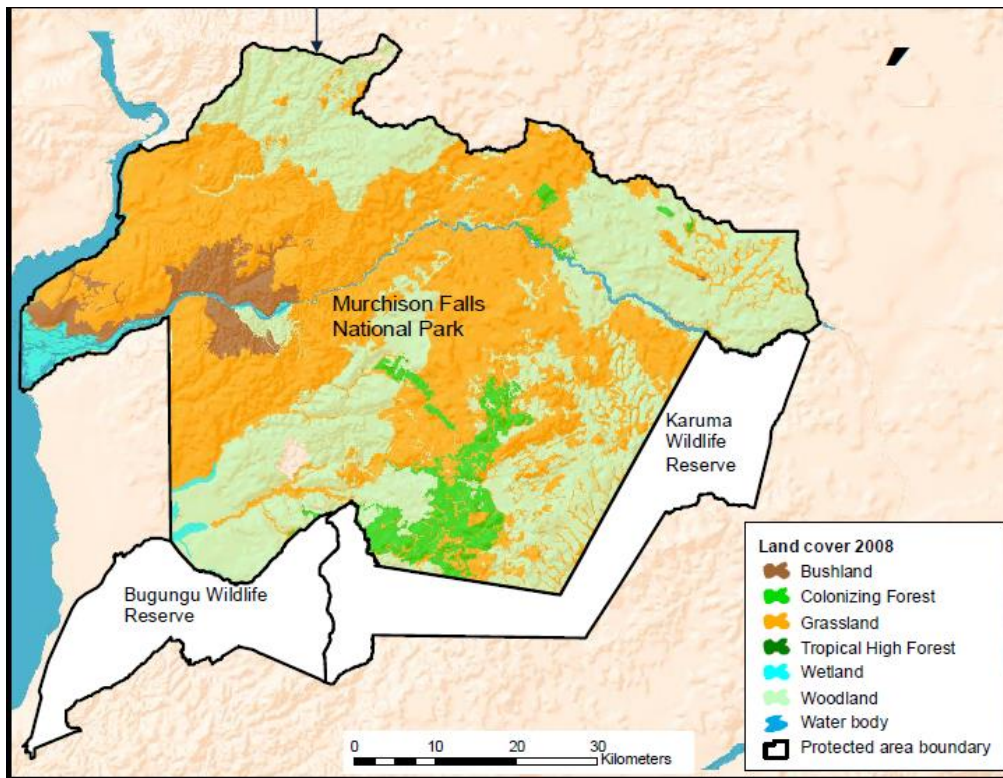 Murchison Falls
National Park
Karuma
Wildlife
Reserve
Bugungu Wildlife
Reserve
Land cover 2008
Bushland
Colonizing Forest
Grassland
Tropical High Forest
Wetland
Woodland
Water body
Protected area boundary
0 10 20 30
Kilometers